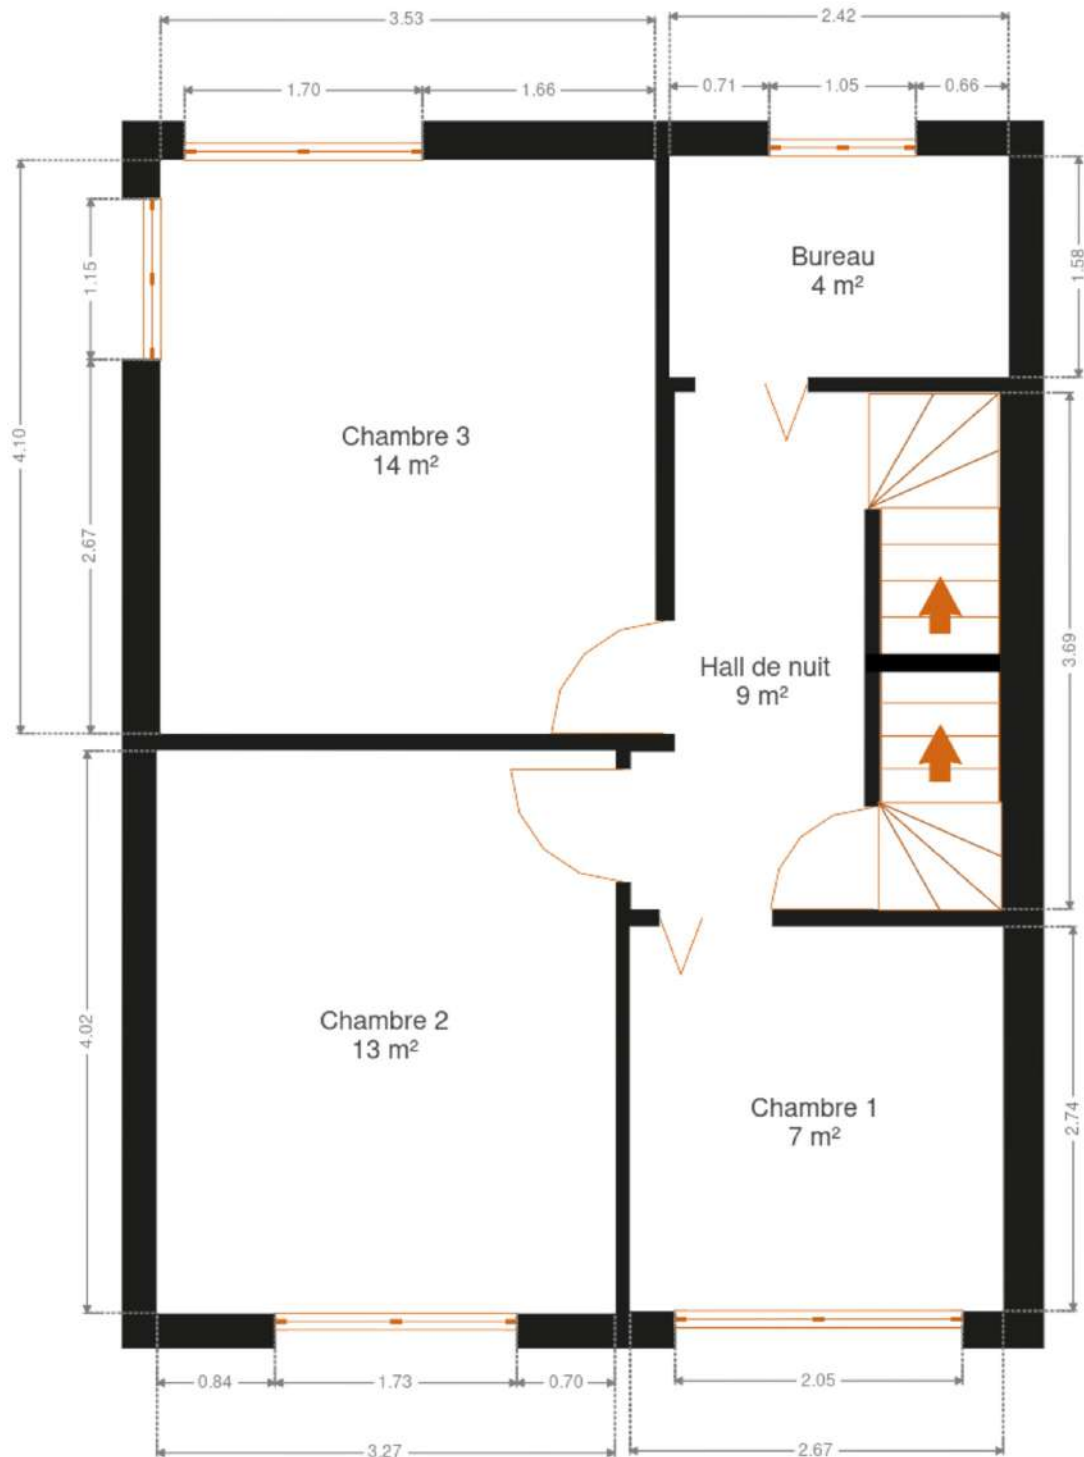 3.53
2.42
1.70
1.66
0.71
1.05
0.66
1.15
4.10
2.67
1.58
Bureau
4 m²
Chambre 3
14 m²
3.69
Hall de nuit
9 m²
4.02
Chambre 2
13 m²
Chambre 1
7 m²
2.74
0.84
1.73
0.70
2.05
3.27
2.67